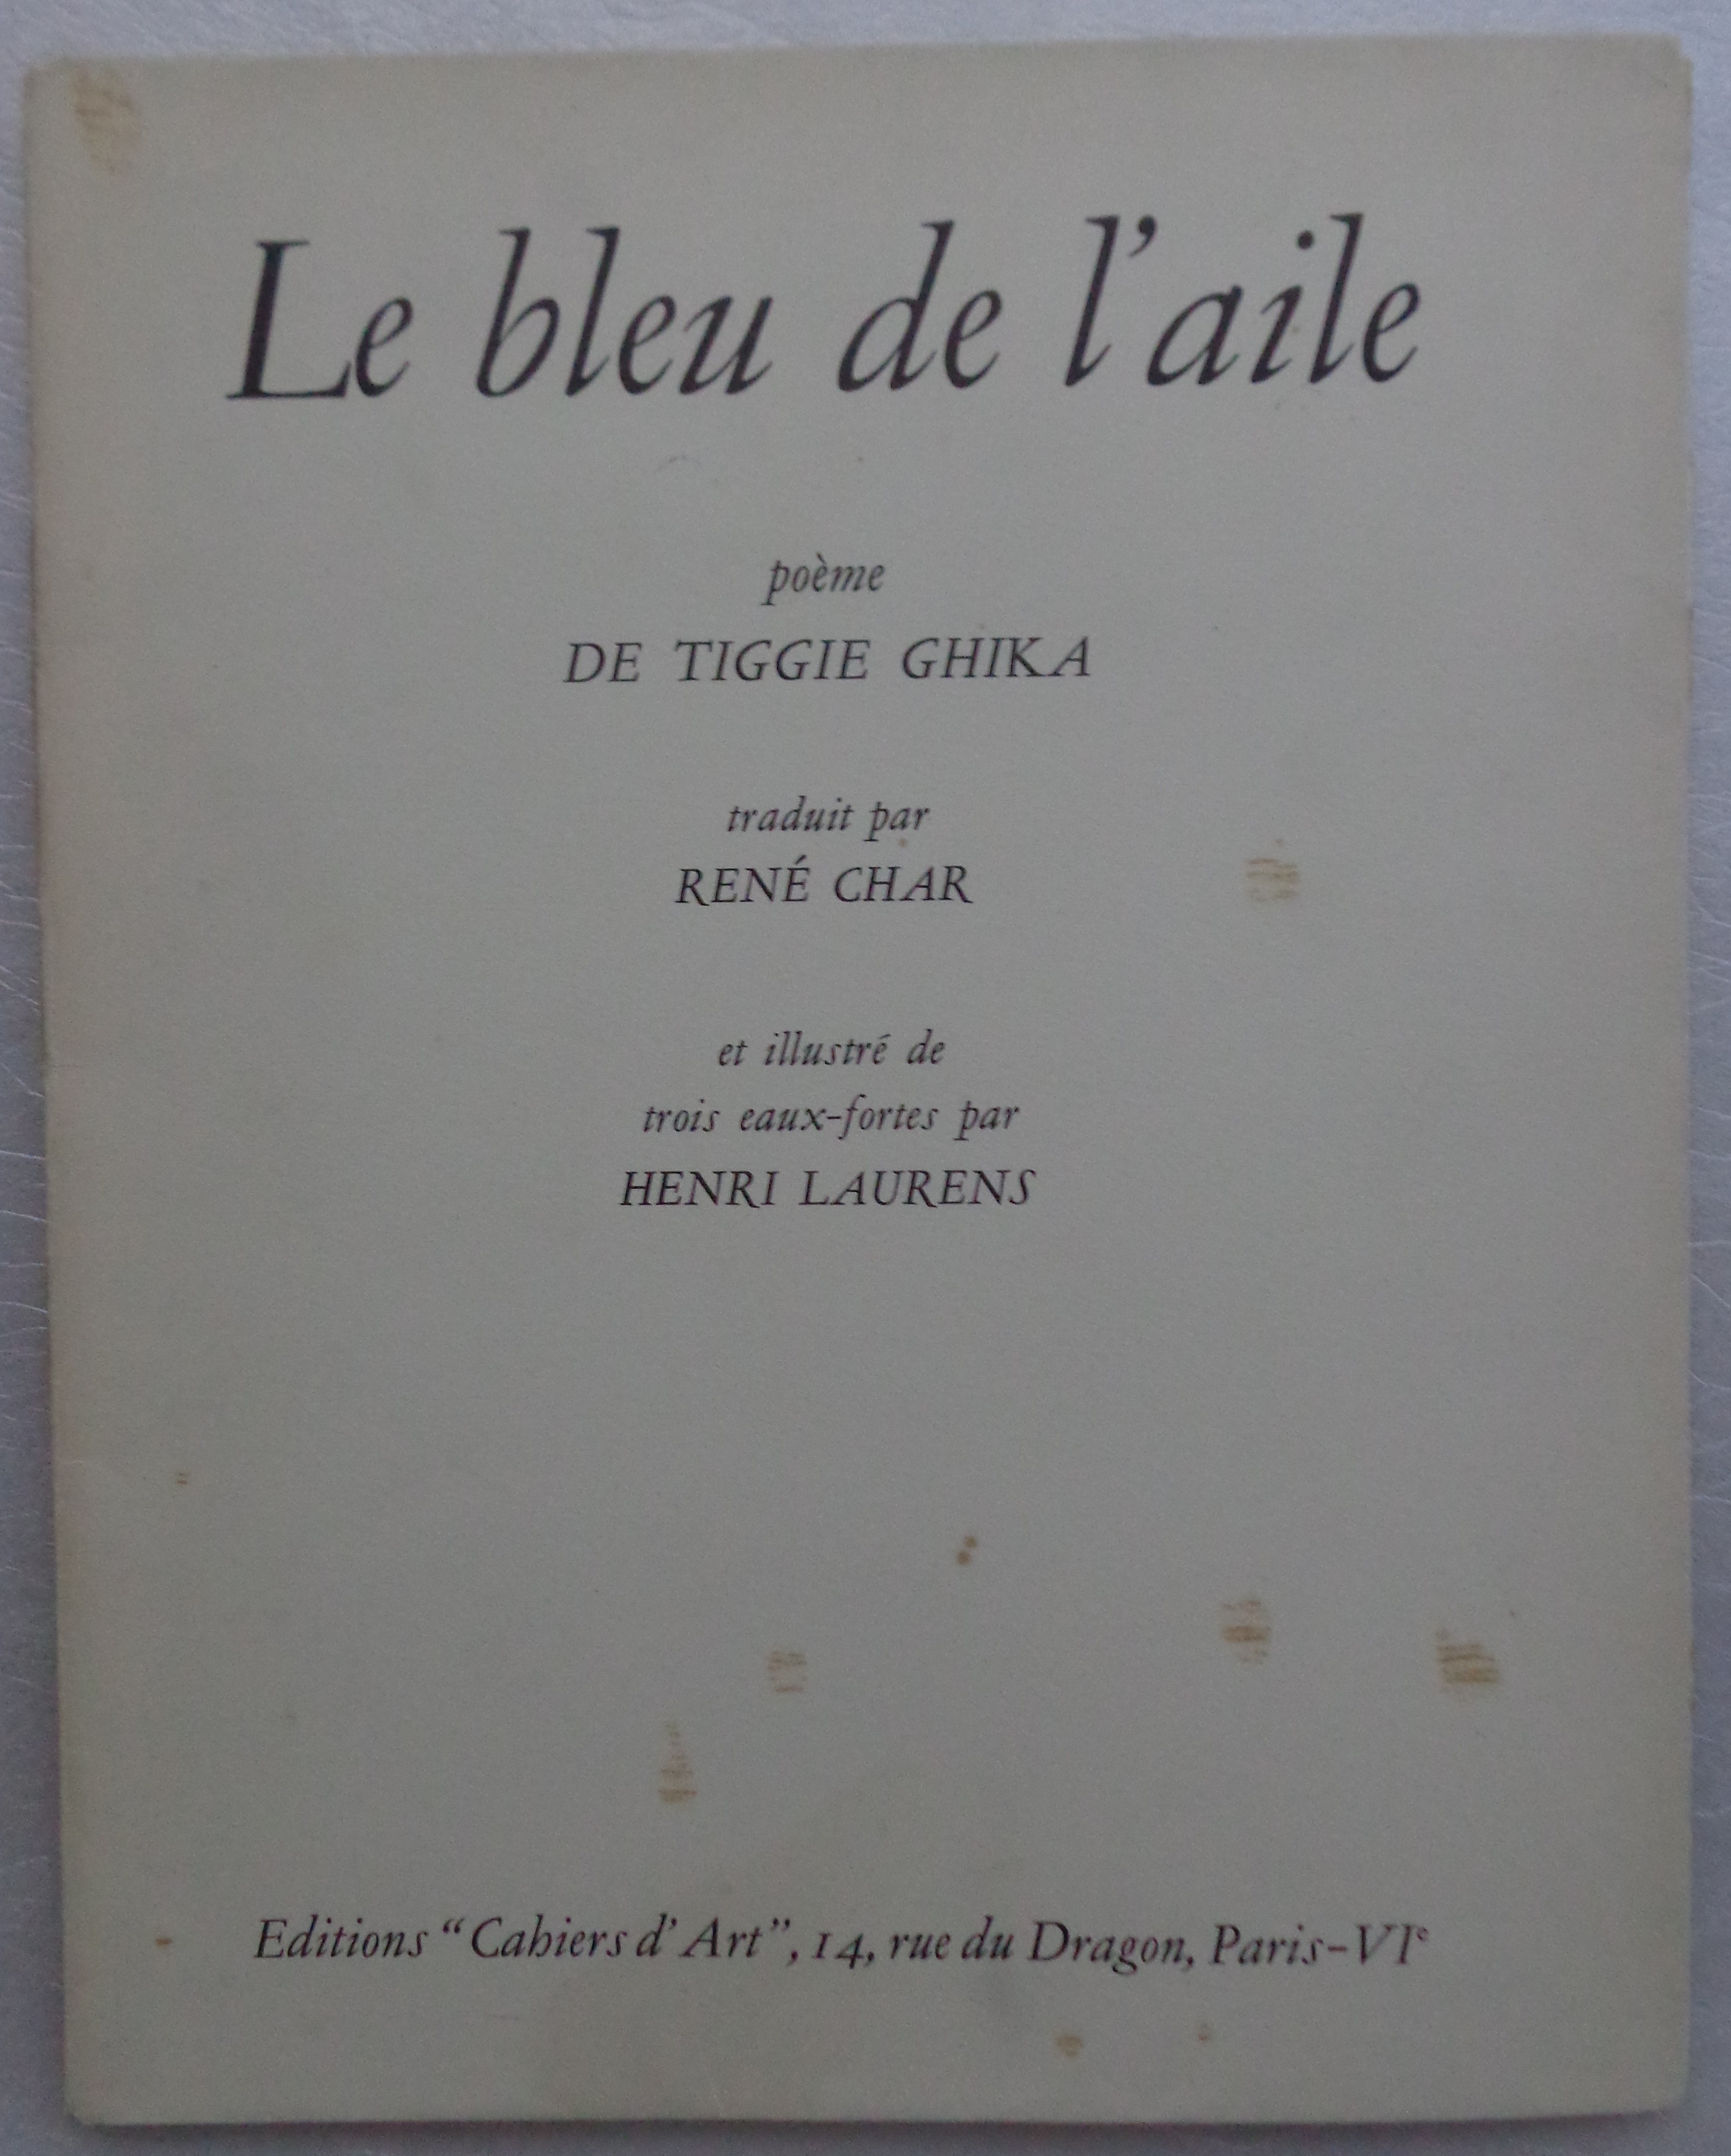 Le bleu de l'aile
poème
DE TIGGIE GHIKA
traduit par
RENÉ CHAR
et illustré de
trois eaux-fortes par
HENRI LAURENS
Editions “Cahiers d'Art”, 14, rue du Dragon, Paris-VIᵉ